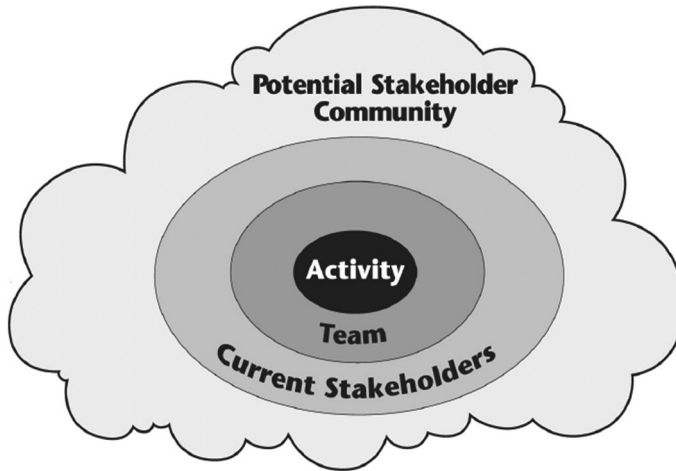 Potential Stakeholder
Community
Activity
Team
Current Stakeholders